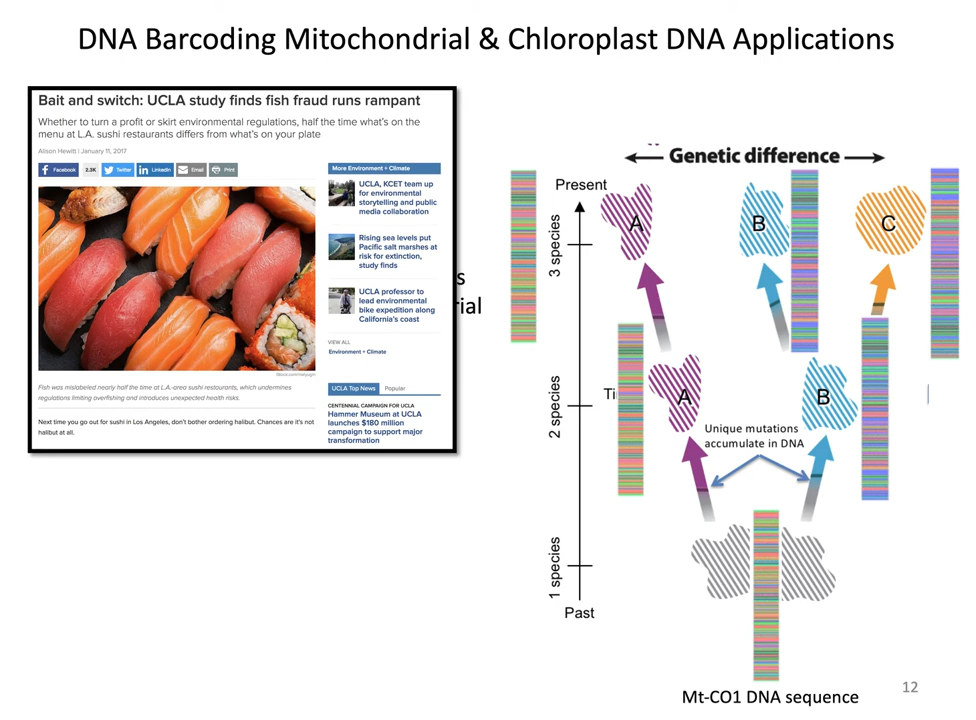 DNA Barcoding Mitochondrial & Chloroplast DNA Applications
Bait and switch: UCLA study finds fish fraud runs rampant
Whether to turn a profit or skirt environmental regulations, half the time what's on the
menu at L.A. sushi restaurants differs from what's on your plate
Alison Hewitt | January 11, 2017
Facebook 2.3K Twitter LinkedIn Email Print
More Environment + Climate
UCLA, KCET team up
for environmental
storytelling and public
media collaboration
Rising sea levels put
Pacific salt marshes at
risk for extinction,
study finds
UCLA professor to
lead environmental
bike expedition along
California's coast
VIEW ALL
Environment + Climate
Fish was mislabeled nearly half the time at L.A.-area sushi restaurants, which undermines
regulations limiting overfishing and introduces unexpected health risks.
Next time you go out for sushi in Los Angeles, don't bother ordering halibut. Chances are it's not
halibut at all.
UCLA Top News Popular
CENTENNIAL CAMPAIGN FOR UCLA
Hammer Museum at UCLA
launches $180 million
campaign to support major
transformation
s
rial
Genetic difference
Present
3 species
A
B
C
2 species
Ti
A
B
Unique mutations
accumulate in DNA
1 species
Past
Mt-CO1 DNA sequence
12